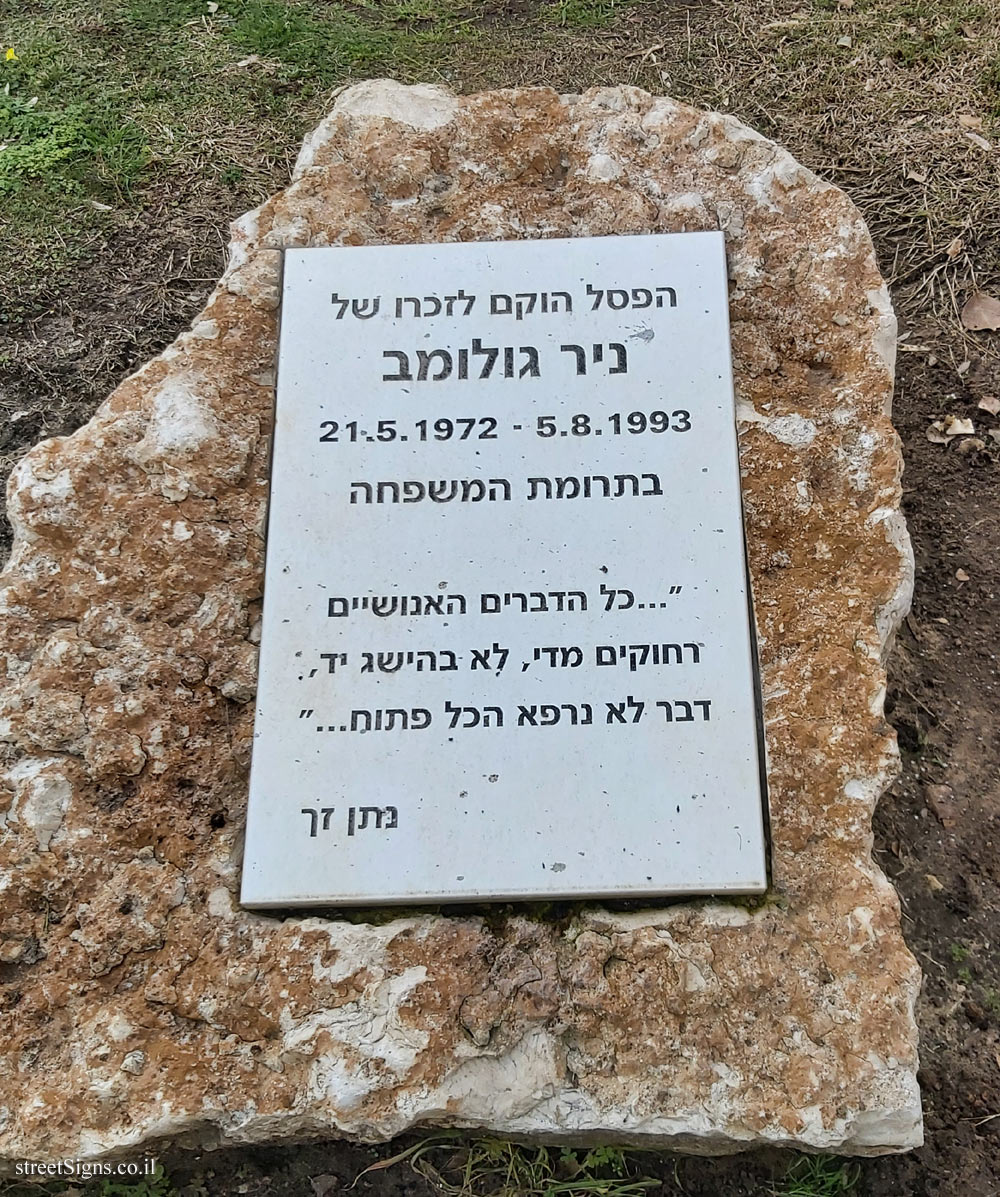 הפסל הוקם לזכרו של
ניר גולומב
21.5.1972 - 5.8.1993
בתרומת המשפחה
"...כל הדברים האנושיים
רחוקים מדי, לא בהישג יד,
דבר לא נרפא הכל פתוח..."
נתן זך
streetSigns.co.il